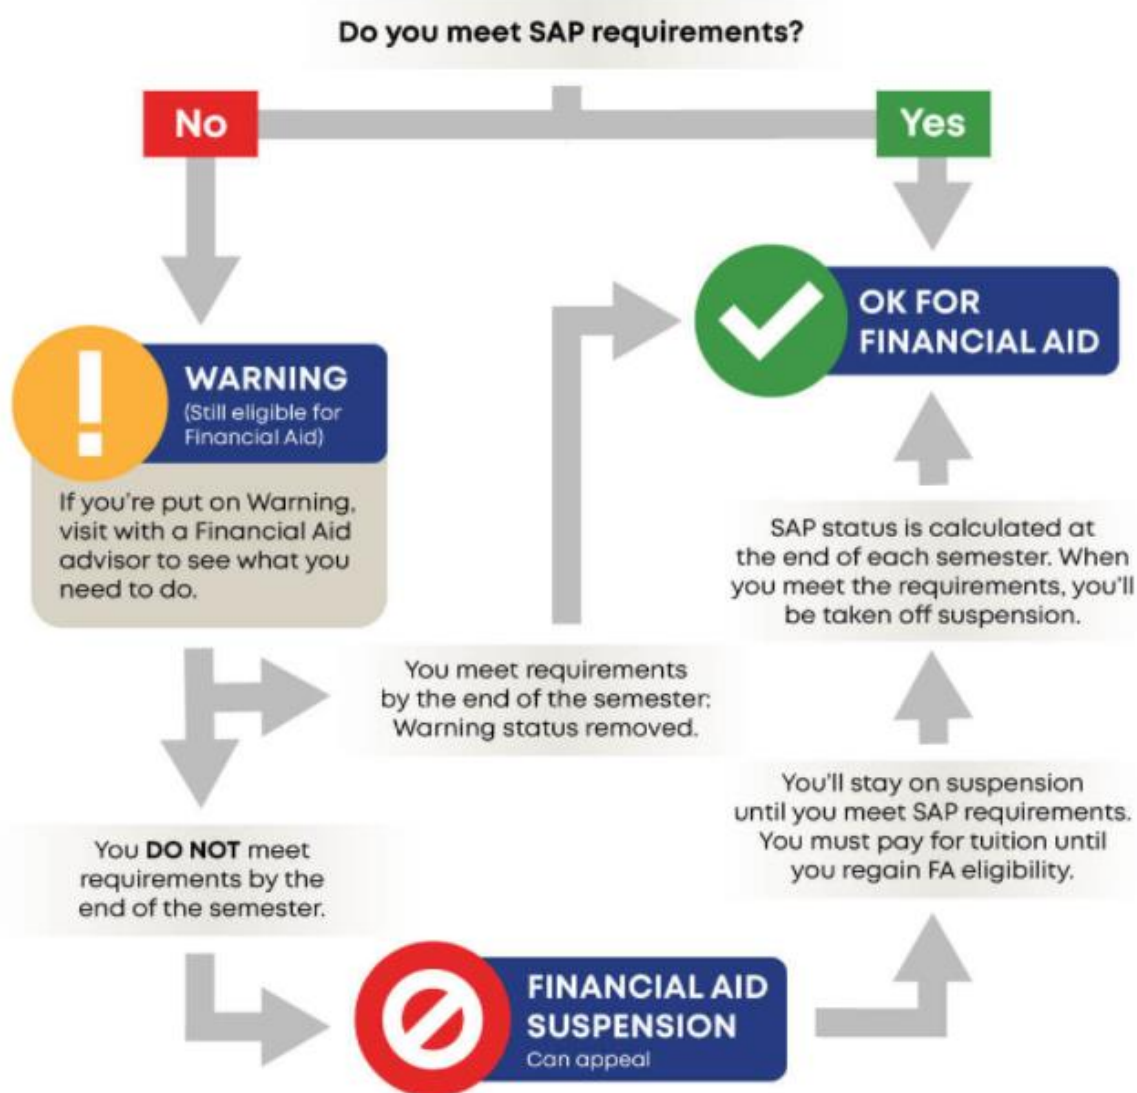 Do you meet SAP requirements?
No
Yes
OK FOR
FINANCIAL AID
WARNING
(Still eligible for
Financial Aid)
If you're put on Warning,
visit with a Financial Aid
advisor to see what you
need to do.
You meet requirements
by the end of the semester:
Warning status removed.
You DO NOT meet
requirements by the
end of the semester.
FINANCIAL AID
SUSPENSION
Can appeal
You'll stay on suspension
until you meet SAP requirements.
You must pay for tuition until
you regain FA eligibility.
SAP status is calculated at
the end of each semester. When
you meet the requirements, you'll
be taken off suspension.